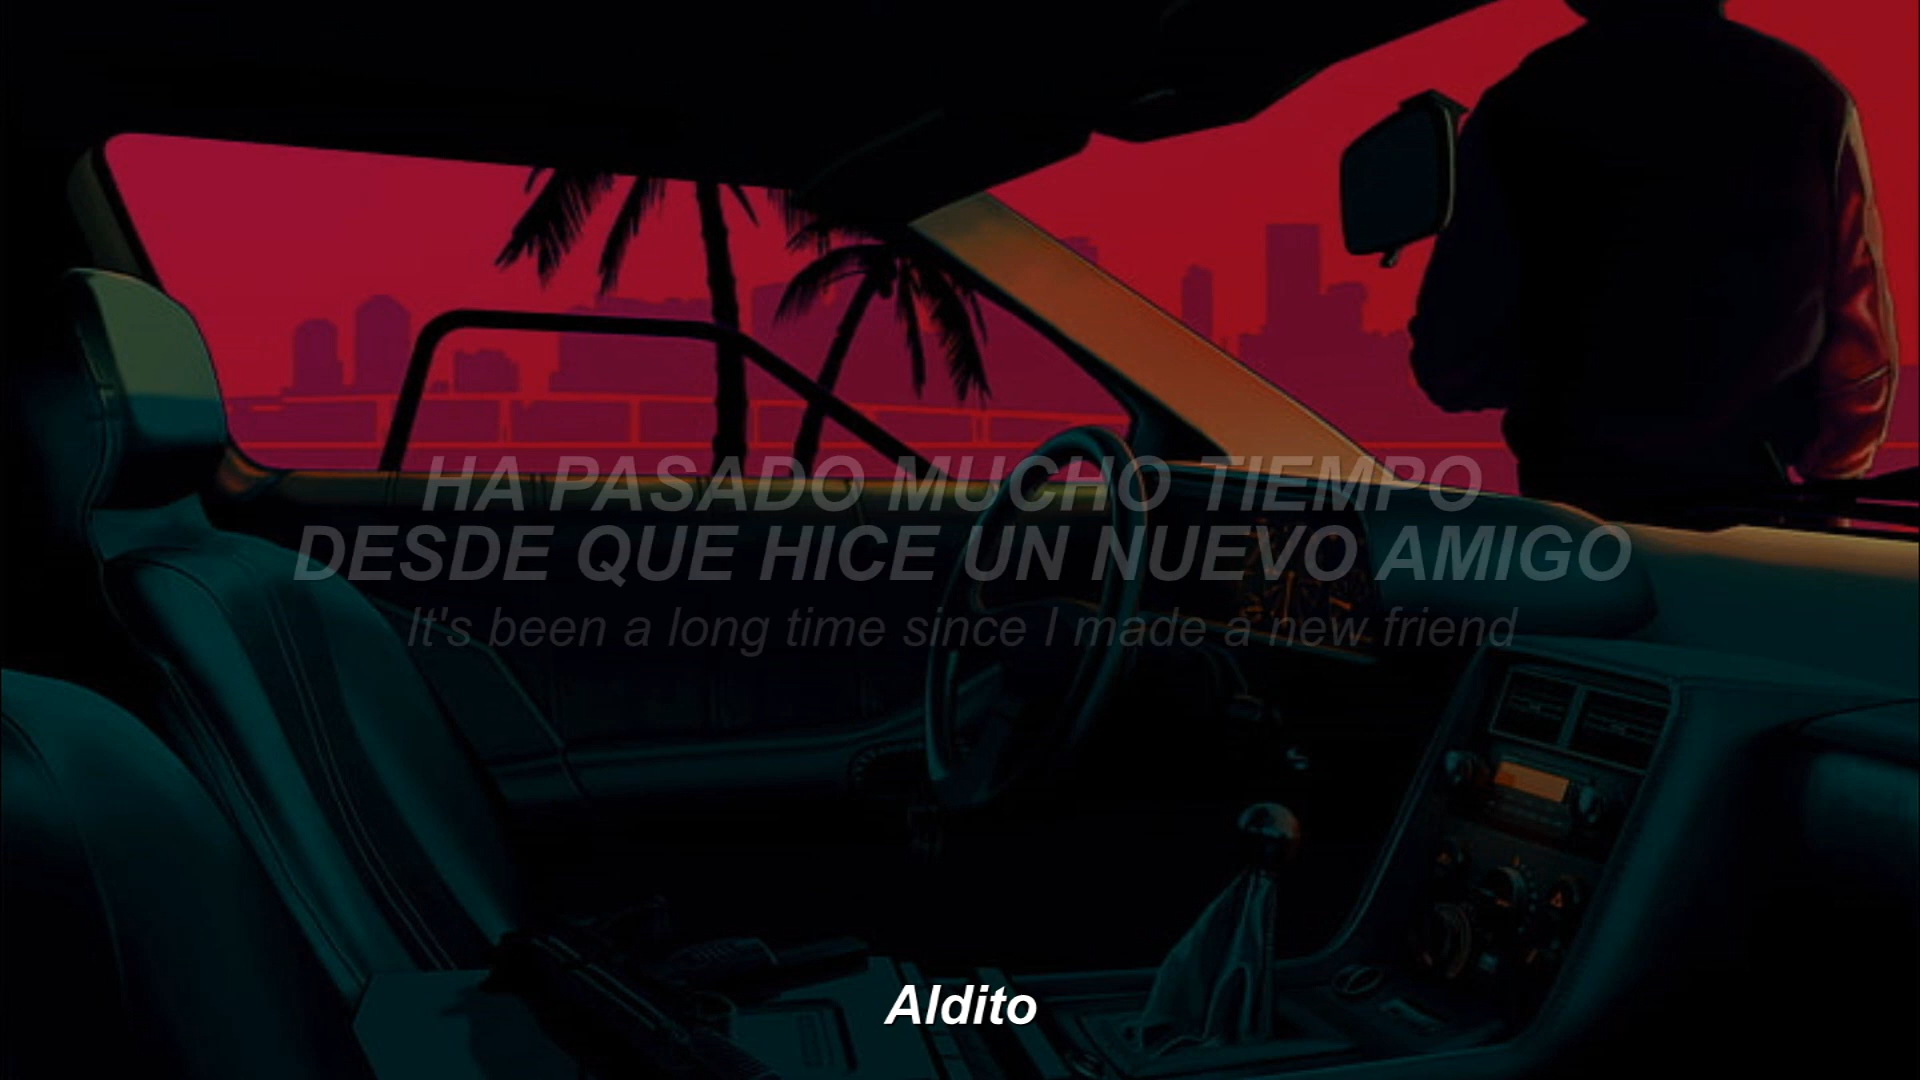 HA PASADO MUCHO TIEMPO
DESDE QUE HICE UN NUEVO AMIGO
It's been a long time since I made a new friend
Aldito